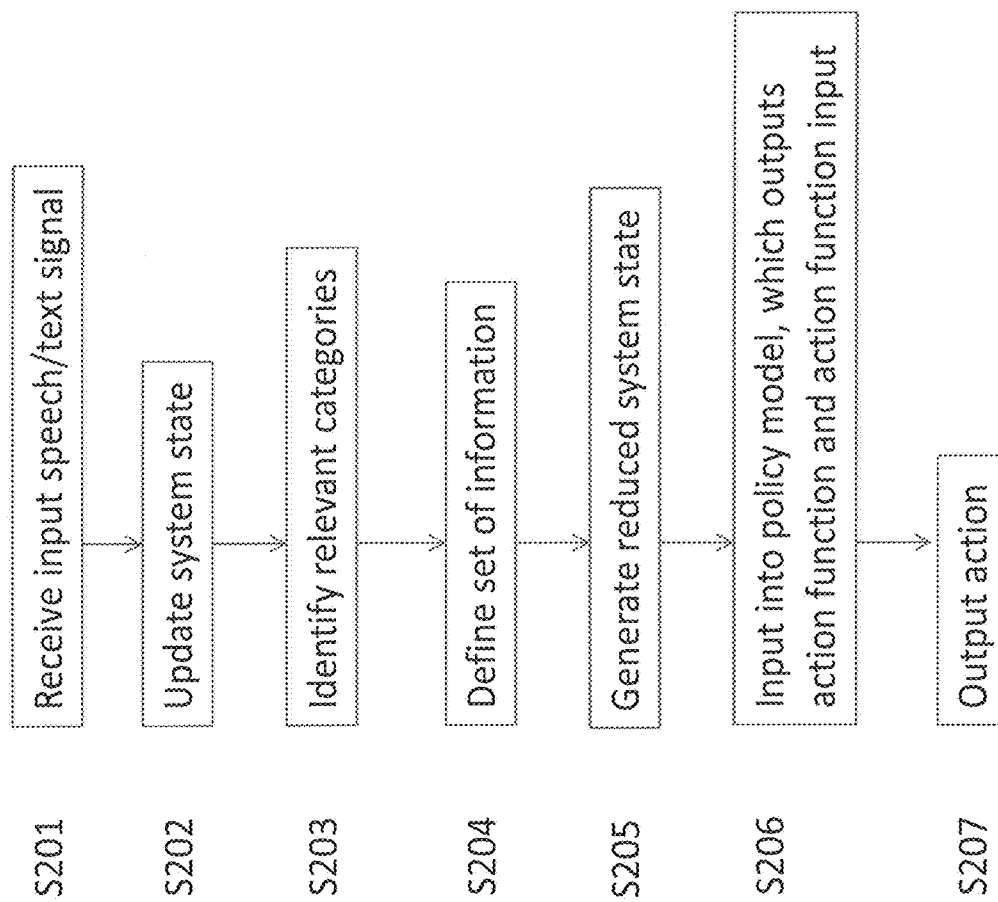 S201
Receive input speech/text signal
S202
Update system state
S203
Identify relevant categories
S204
Define set of information
S205
Generate reduced system state
S206
Input into policy model, which outputs
action function and action function input
S207
Output action